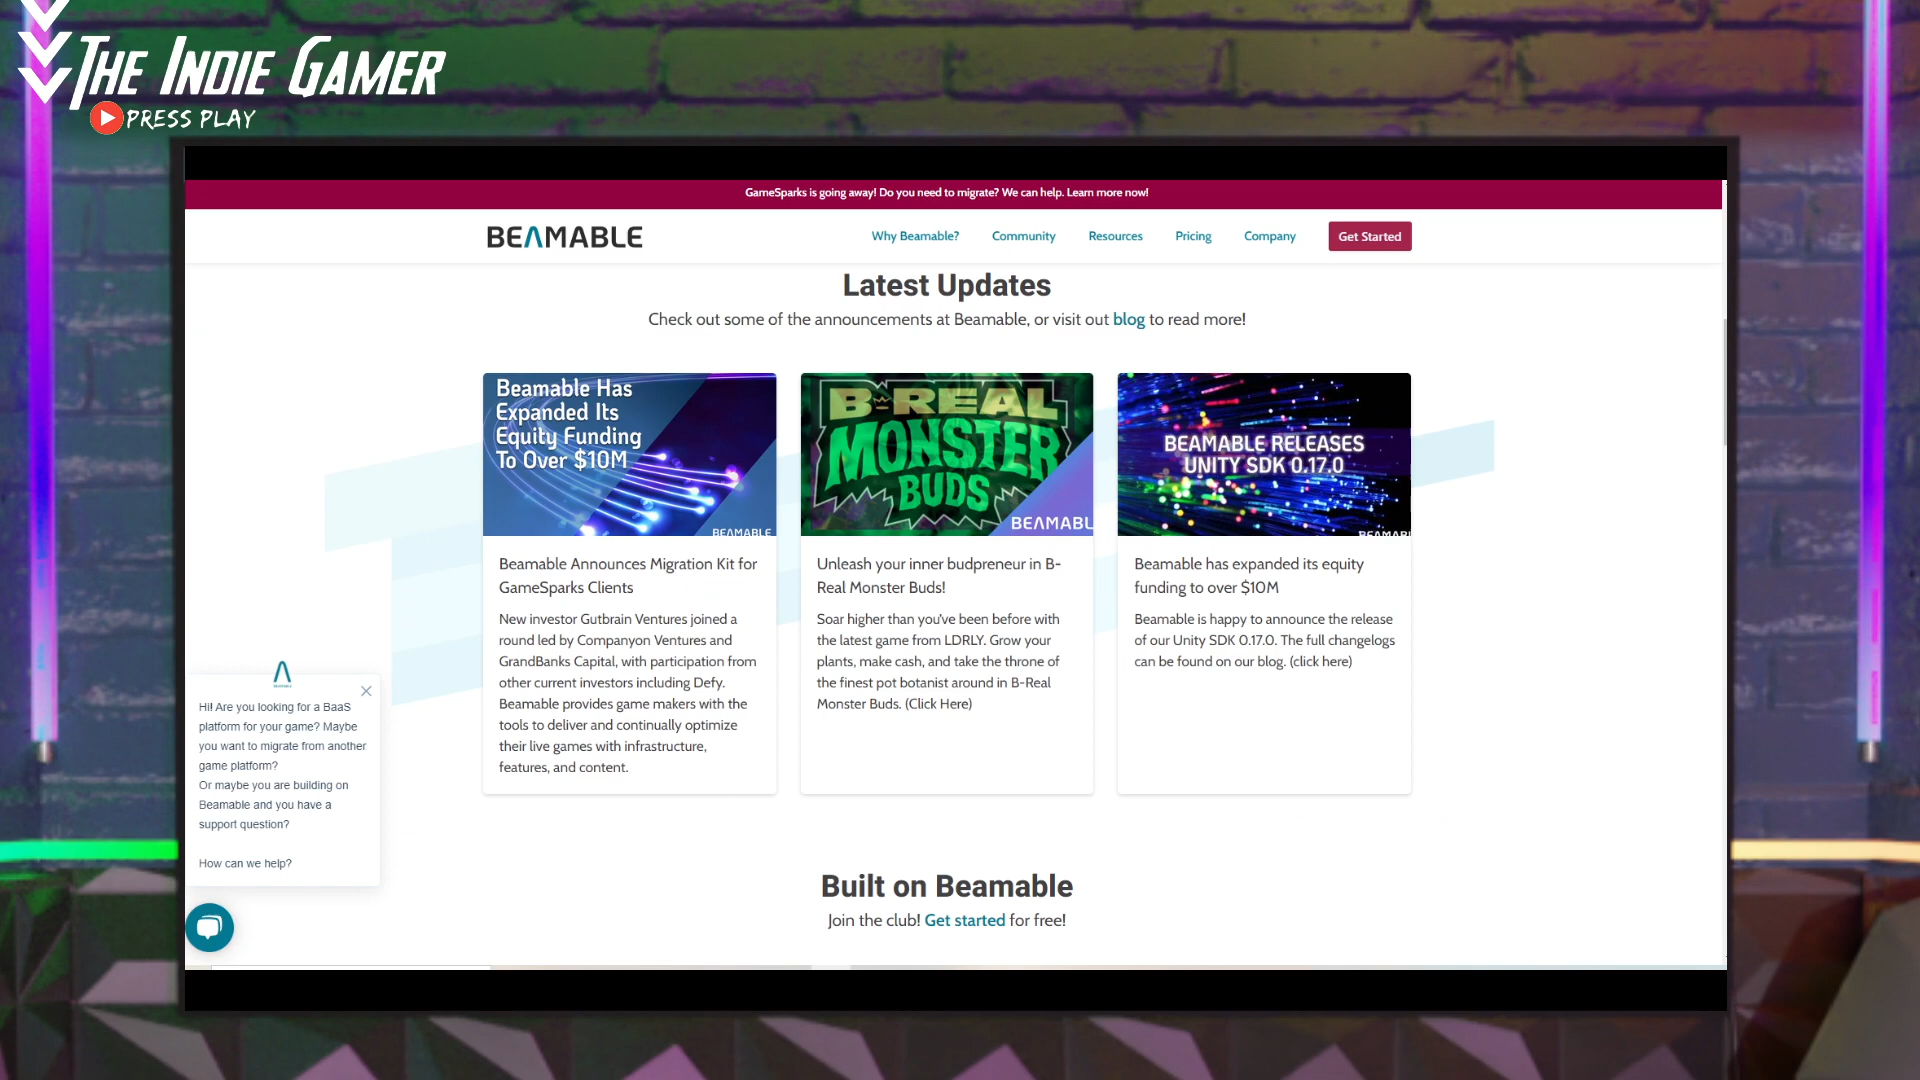 THE INDIE GAMER
PRESS PLAY
GameSparks is going away! Do you need to migrate? We can help. Learn more now!
BEAMABLE
Why Beamable?
Community
Resources
Pricing
Company
Get Started
Latest Updates
Check out some of the announcements at Beamable, or visit out blog to read more!
Beamable Has
Expanded Its
Equity Funding
To Over $10M
BEAMABLE
Beamable Announces Migration Kit for
GameSparks Clients
New investor Gutbrain Ventures joined a
round led by Companyon Ventures and
GrandBanks Capital, with participation from
other current investors including Defy.
Beamable provides game makers with the
tools to deliver and continually optimize
their live games with infrastructure,
features, and content.
B-REAL
MONSTER
BUDS
BEAMABL
Unleash your inner budpreneur in B-
Real Monster Buds!
Soar higher than you've been before with
the latest game from LDRLY. Grow your
plants, make cash, and take the throne of
the finest pot botanist around in B-Real
Monster Buds. (Click Here)
BEAMABLE RELEASES
UNITY SDK 0.17.0
BEAMABL
Beamable has expanded its equity
funding to over $10M
Beamable is happy to announce the release
of our Unity SDK 0.17.0. The full changelogs
can be found on our blog. (click here)
BEAMABLE
Hi! Are you looking for a BaaS
platform for your game? Maybe
you want to migrate from another
game platform?
Or maybe you are building on
Beamable and you have a
support question?
How can we help?
Built on Beamable
Join the club! Get started for free!